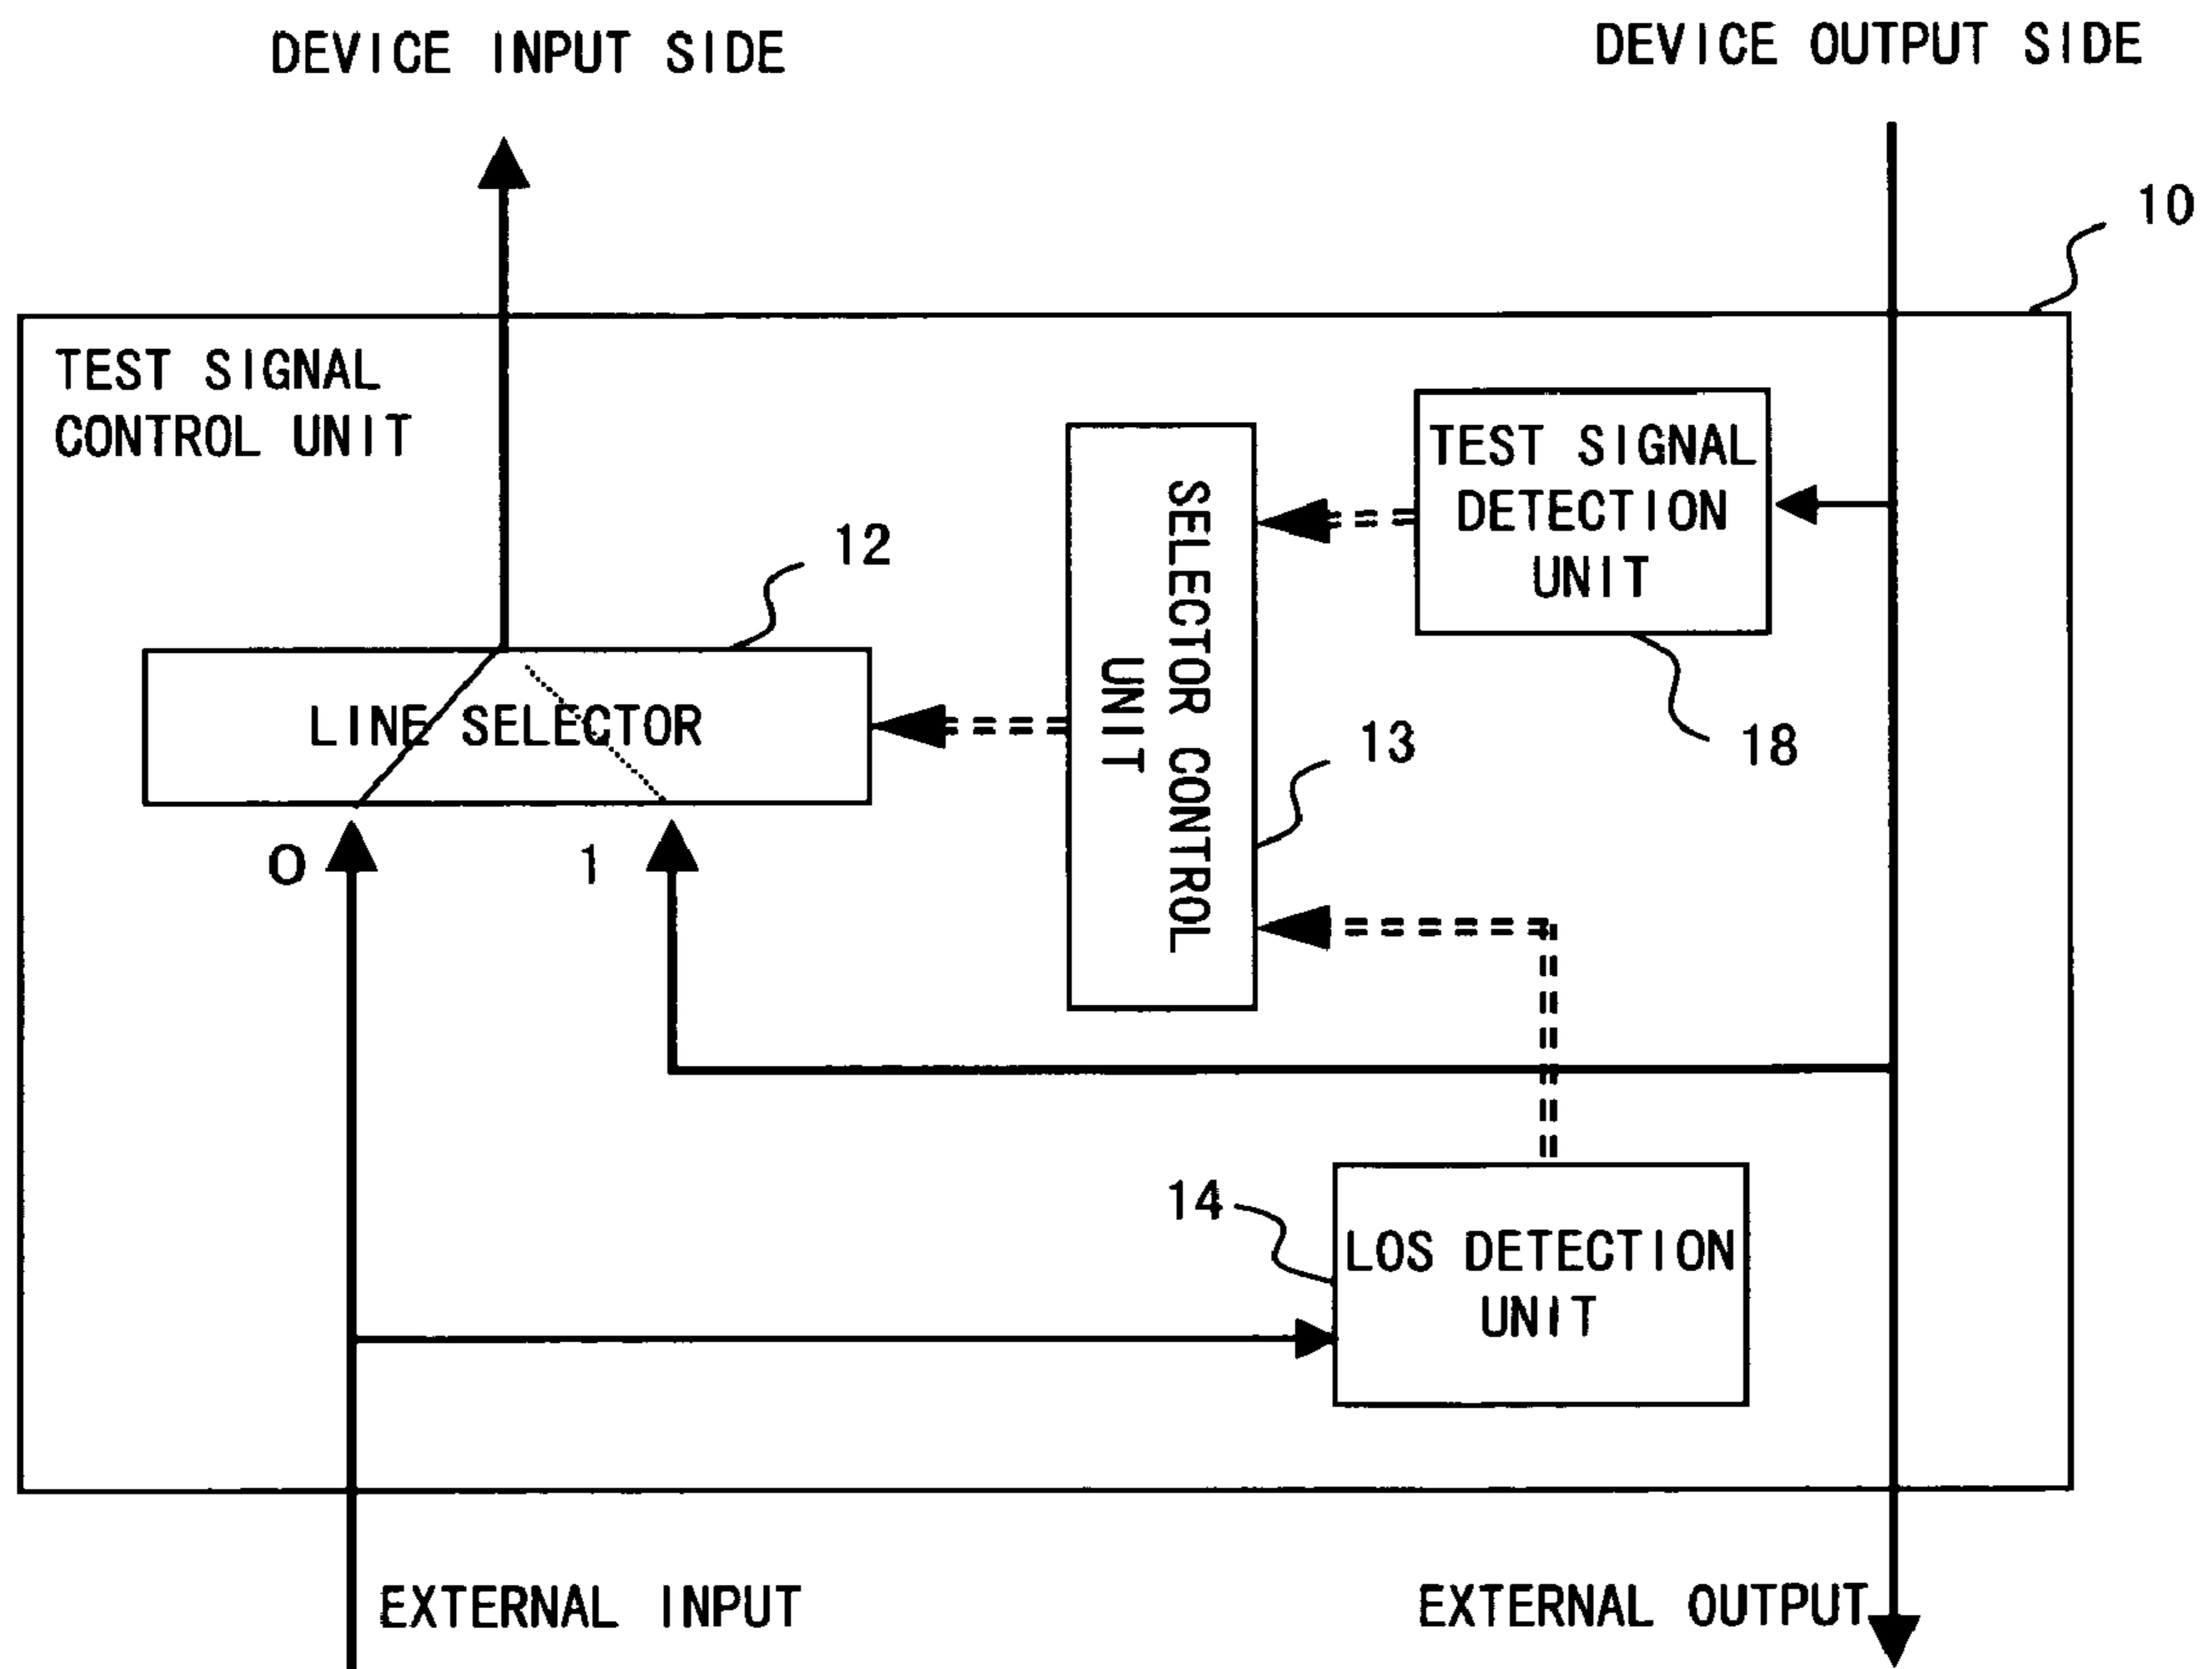 DEVICE INPUT SIDE
DEVICE OUTPUT SIDE
10
TEST SIGNAL
CONTROL UNIT
TEST SIGNAL
DETECTION
UNIT
18
12
LINE SELECTOR
SELECTOR CONTROL
UNIT
13
0
1
14
LOS DETECTION
UNIT
EXTERNAL INPUT
EXTERNAL OUTPUT